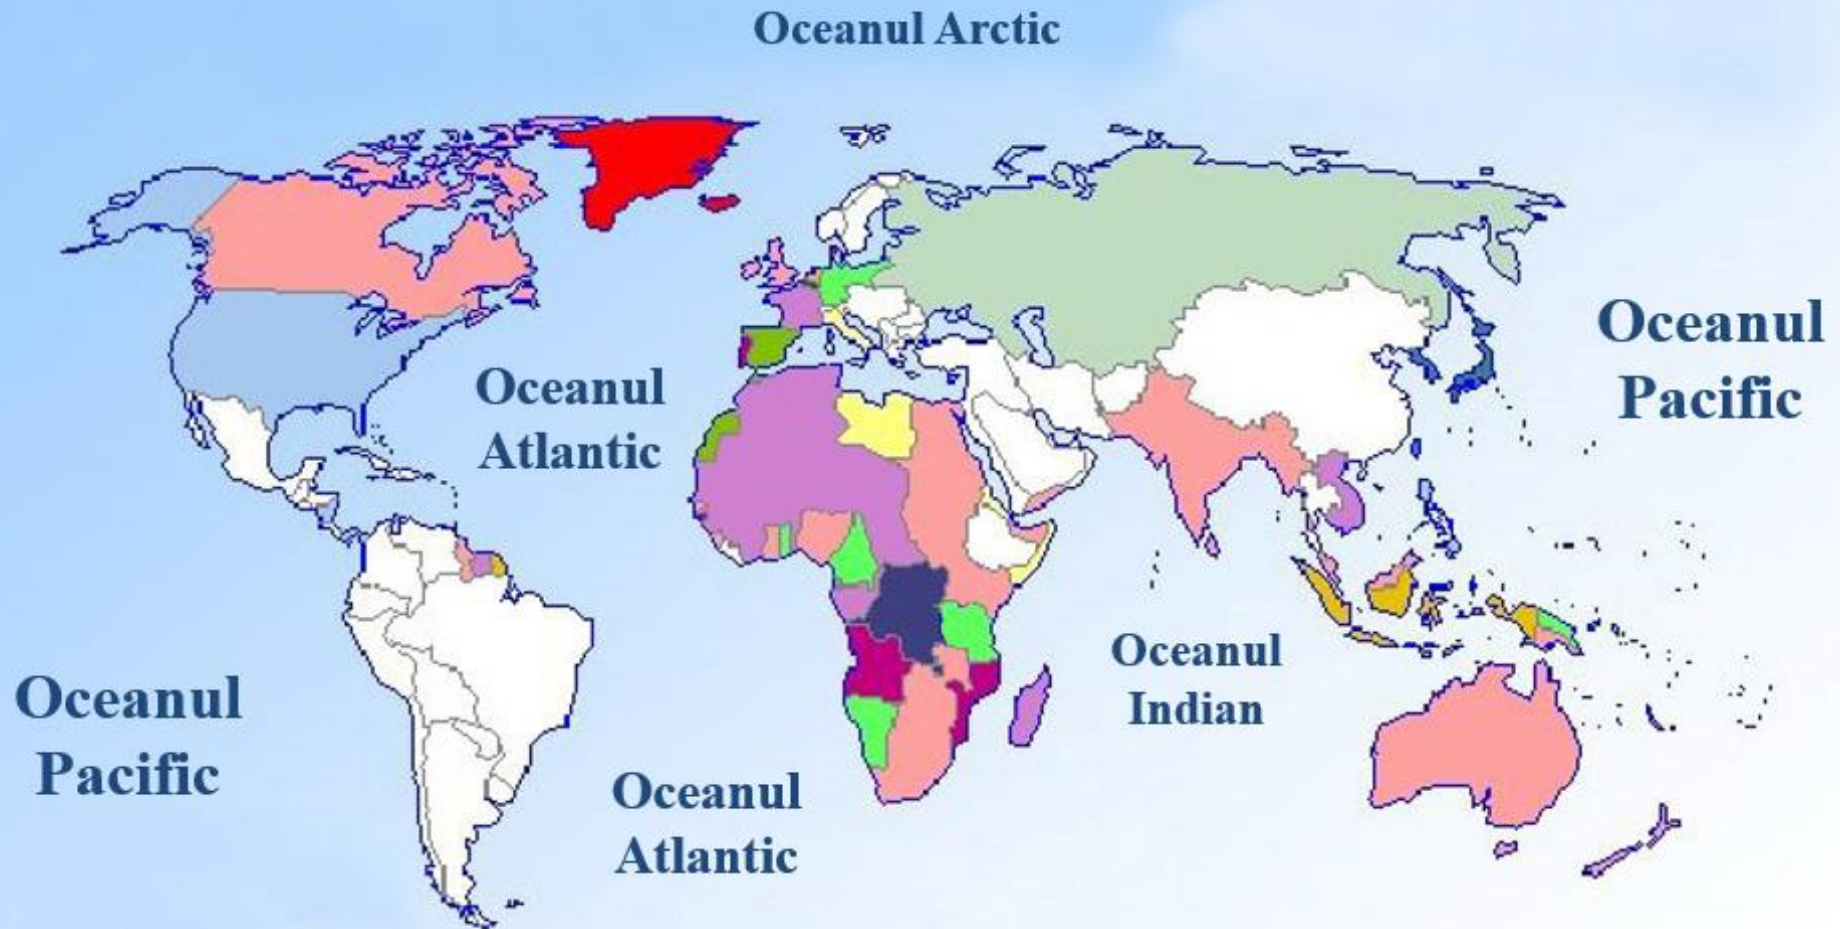 Oceanul Arctic
Oceanul
Pacific
Oceanul
Atlantic
Oceanul
Indian
Oceanul
Pacific
Oceanul
Atlantic